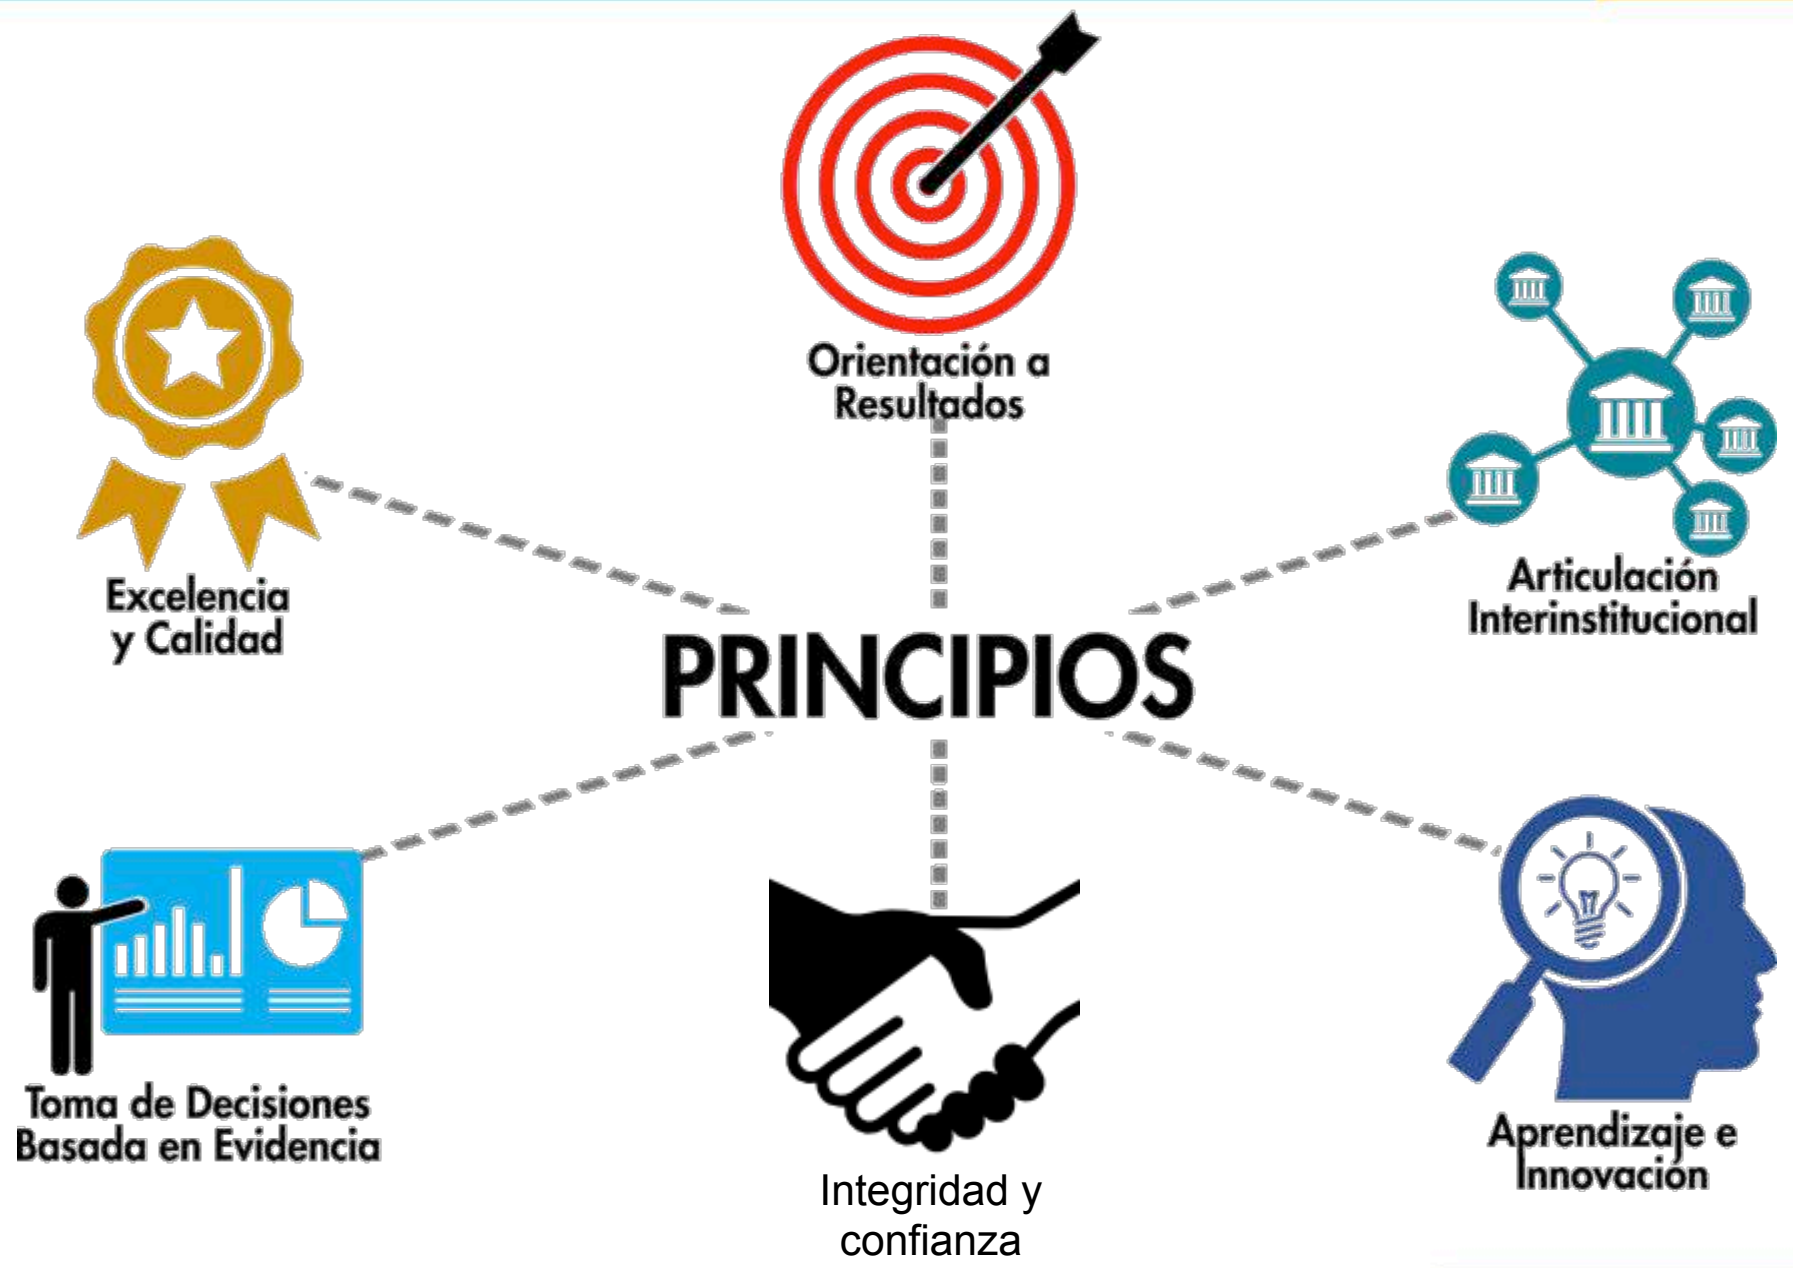 Orientación a
Resultados
Excelencia
y Calidad
Articulación
Interinstitucional
PRINCIPIOS
Toma de Decisiones
Basada en Evidencia
Integridad y
confianza
Aprendizaje e
Innovación